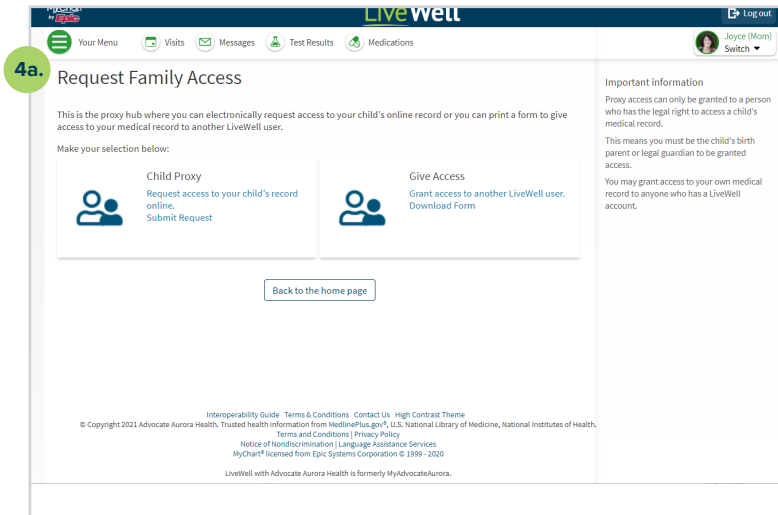 MyChart
by Epic
LiveWell
Log out
Your Menu
Visits
Messages
Test Results
Medications
Joyce (Mom)
Switch
4a.
Request Family Access
This is the proxy hub where you can electronically request access to your child's online record or you can print a form to give
access to your medical record to another LiveWell user.
Make your selection below:
Child Proxy
Request access to your child's record
online.
Submit Request
Give Access
Grant access to another LiveWell user.
Download Form
Back to the home page
Important information
Proxy access can only be granted to a person
who has the legal right to access a child's
medical record.
This means you must be the child's birth
parent or legal guardian to be granted
access.
You may grant access to your own medical
record to anyone who has a LiveWell
account.
Interoperability Guide Terms & Conditions Contact Us High Contrast Theme
© Copyright 2021 Advocate Aurora Health. Trusted health information from MedlinePlus.gov®, U.S. National Library of Medicine, National Institutes of Health.
Terms and Conditions | Privacy Policy
Notice of Nondiscrimination | Language Assistance Services
MyChart® licensed from Epic Systems Corporation © 1999 - 2020
LiveWell with Advocate Aurora Health is formerly MyAdvocateAurora.